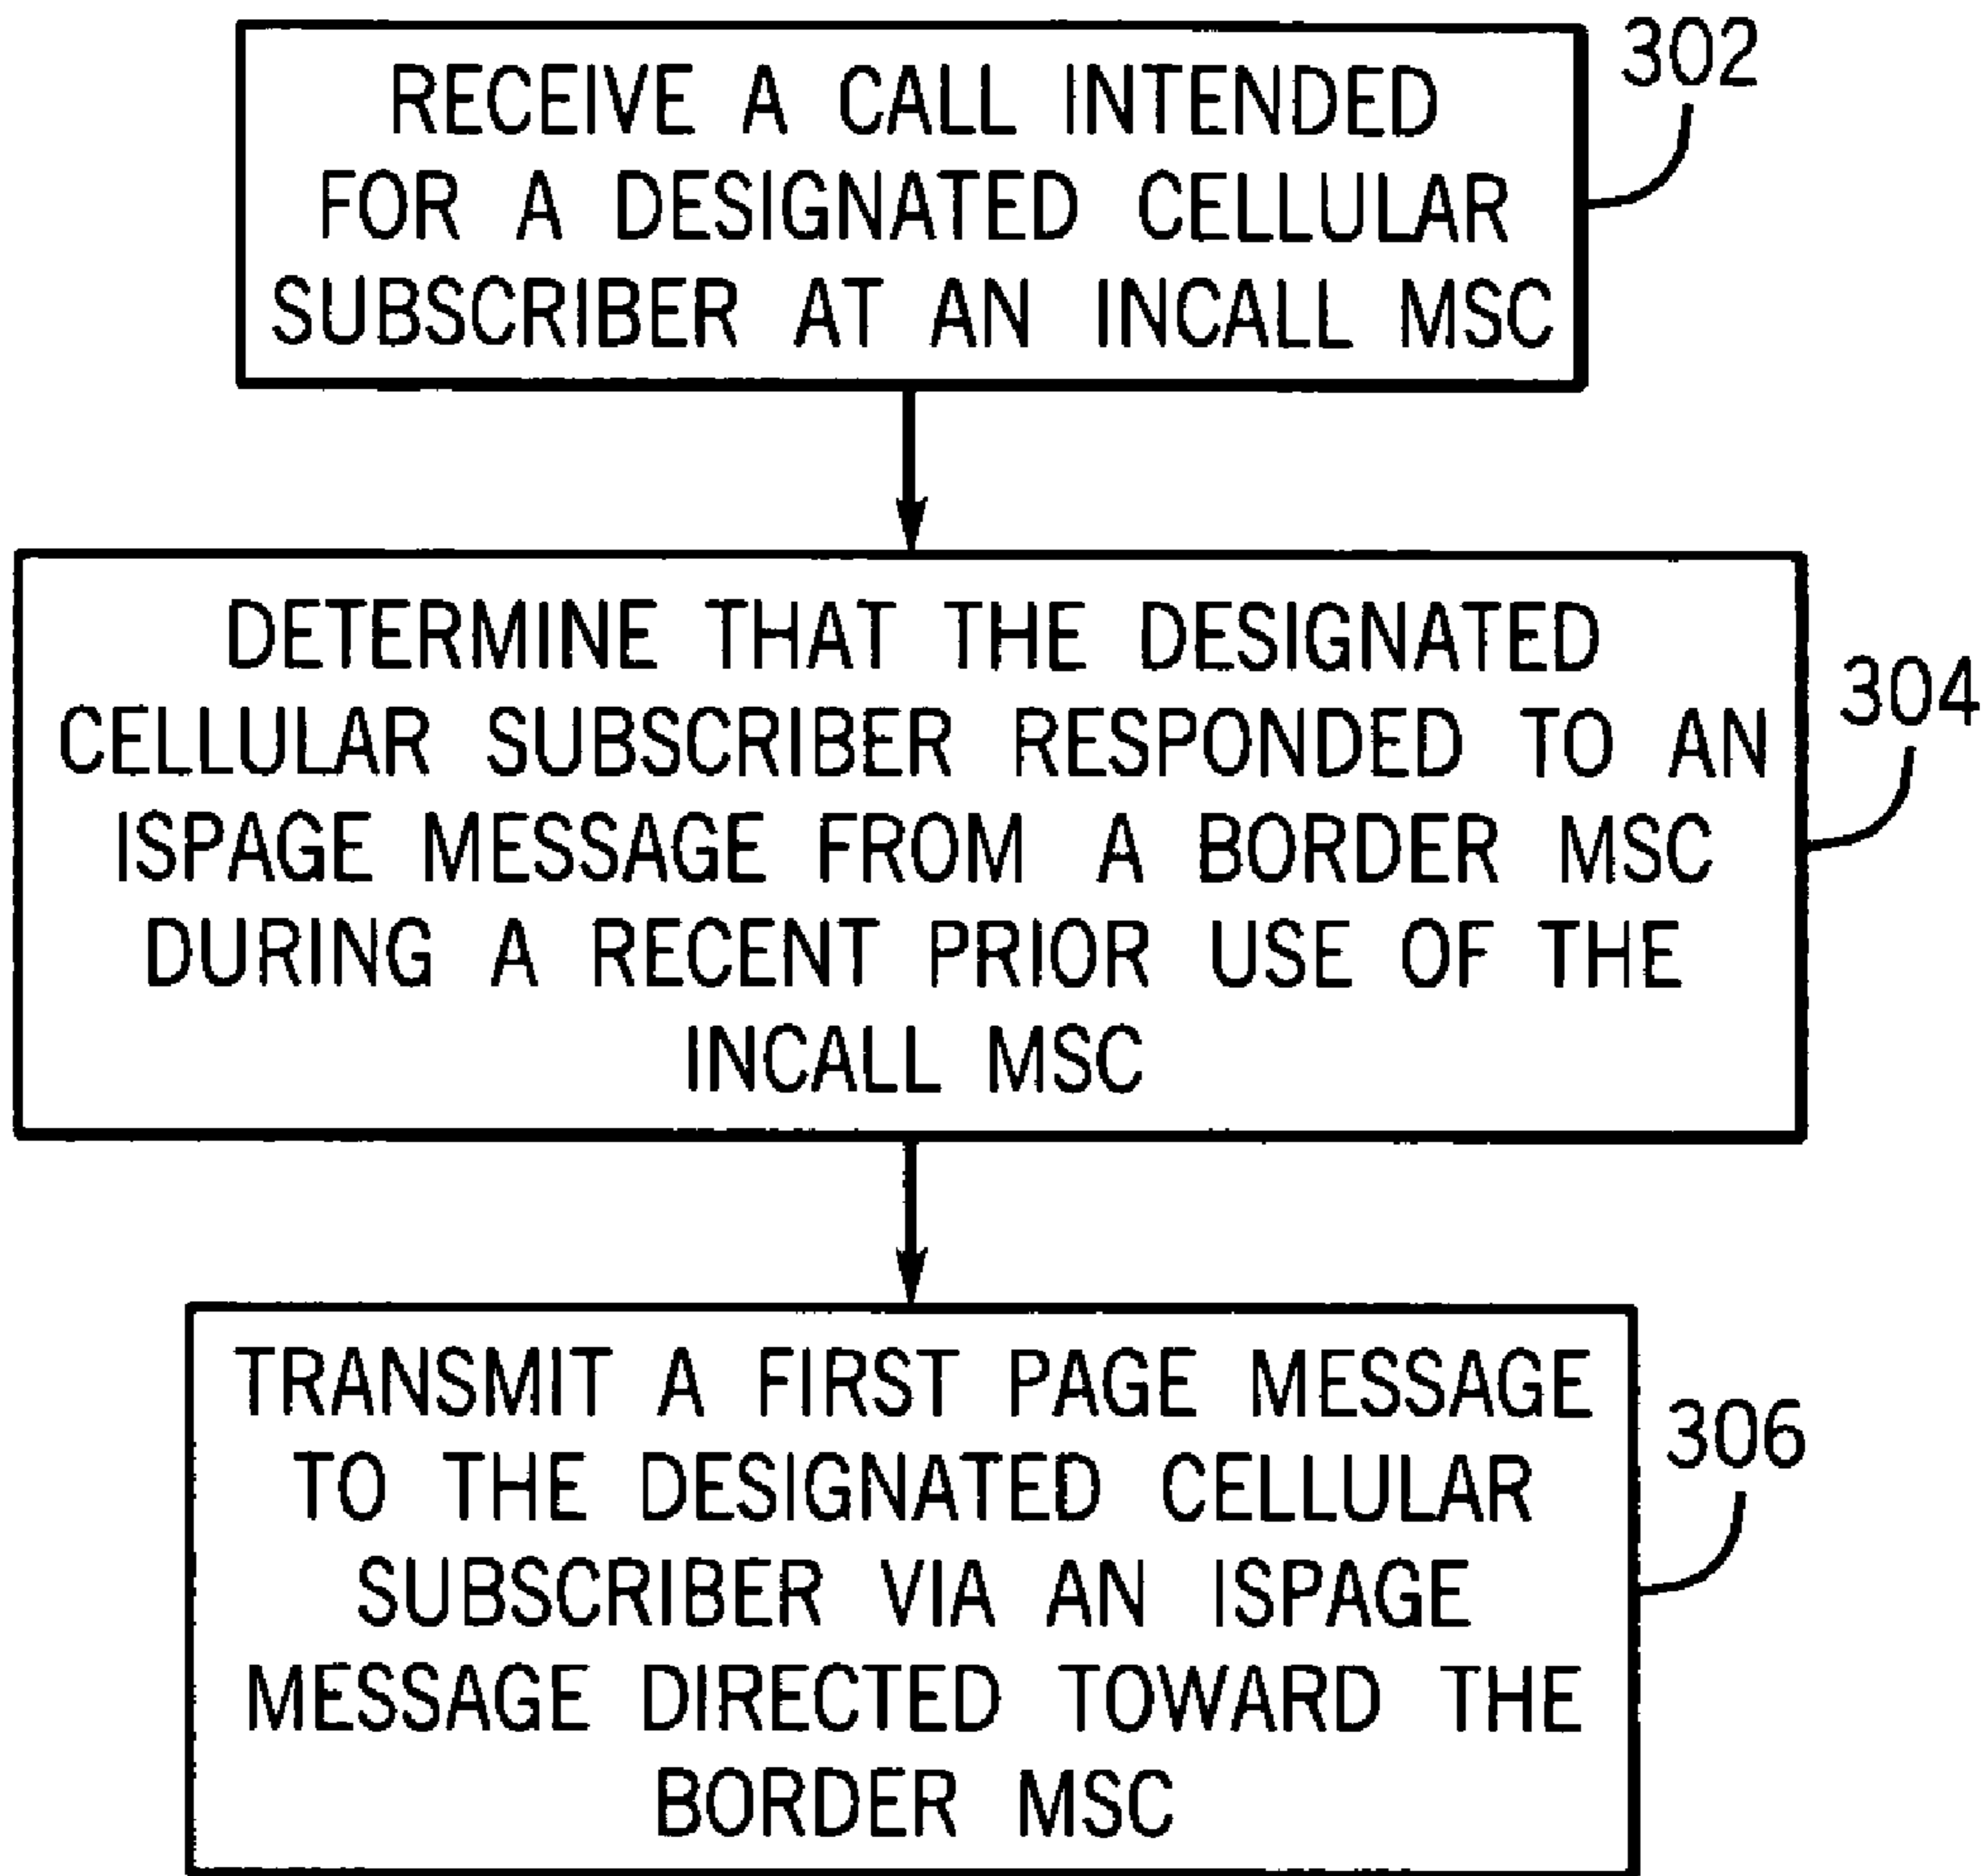 RECEIVE A CALL INTENDED
FOR A DESIGNATED CELLULAR
SUBSCRIBER AT AN INCALL MSC
302
DETERMINE THAT THE DESIGNATED
CELLULAR SUBSCRIBER RESPONDED TO AN
ISPAGE MESSAGE FROM A BORDER MSC
DURING A RECENT PRIOR USE OF THE
INCALL MSC
304
TRANSMIT A FIRST PAGE MESSAGE
TO THE DESIGNATED CELLULAR
SUBSCRIBER VIA AN ISPAGE
MESSAGE DIRECTED TOWARD THE
BORDER MSC
306